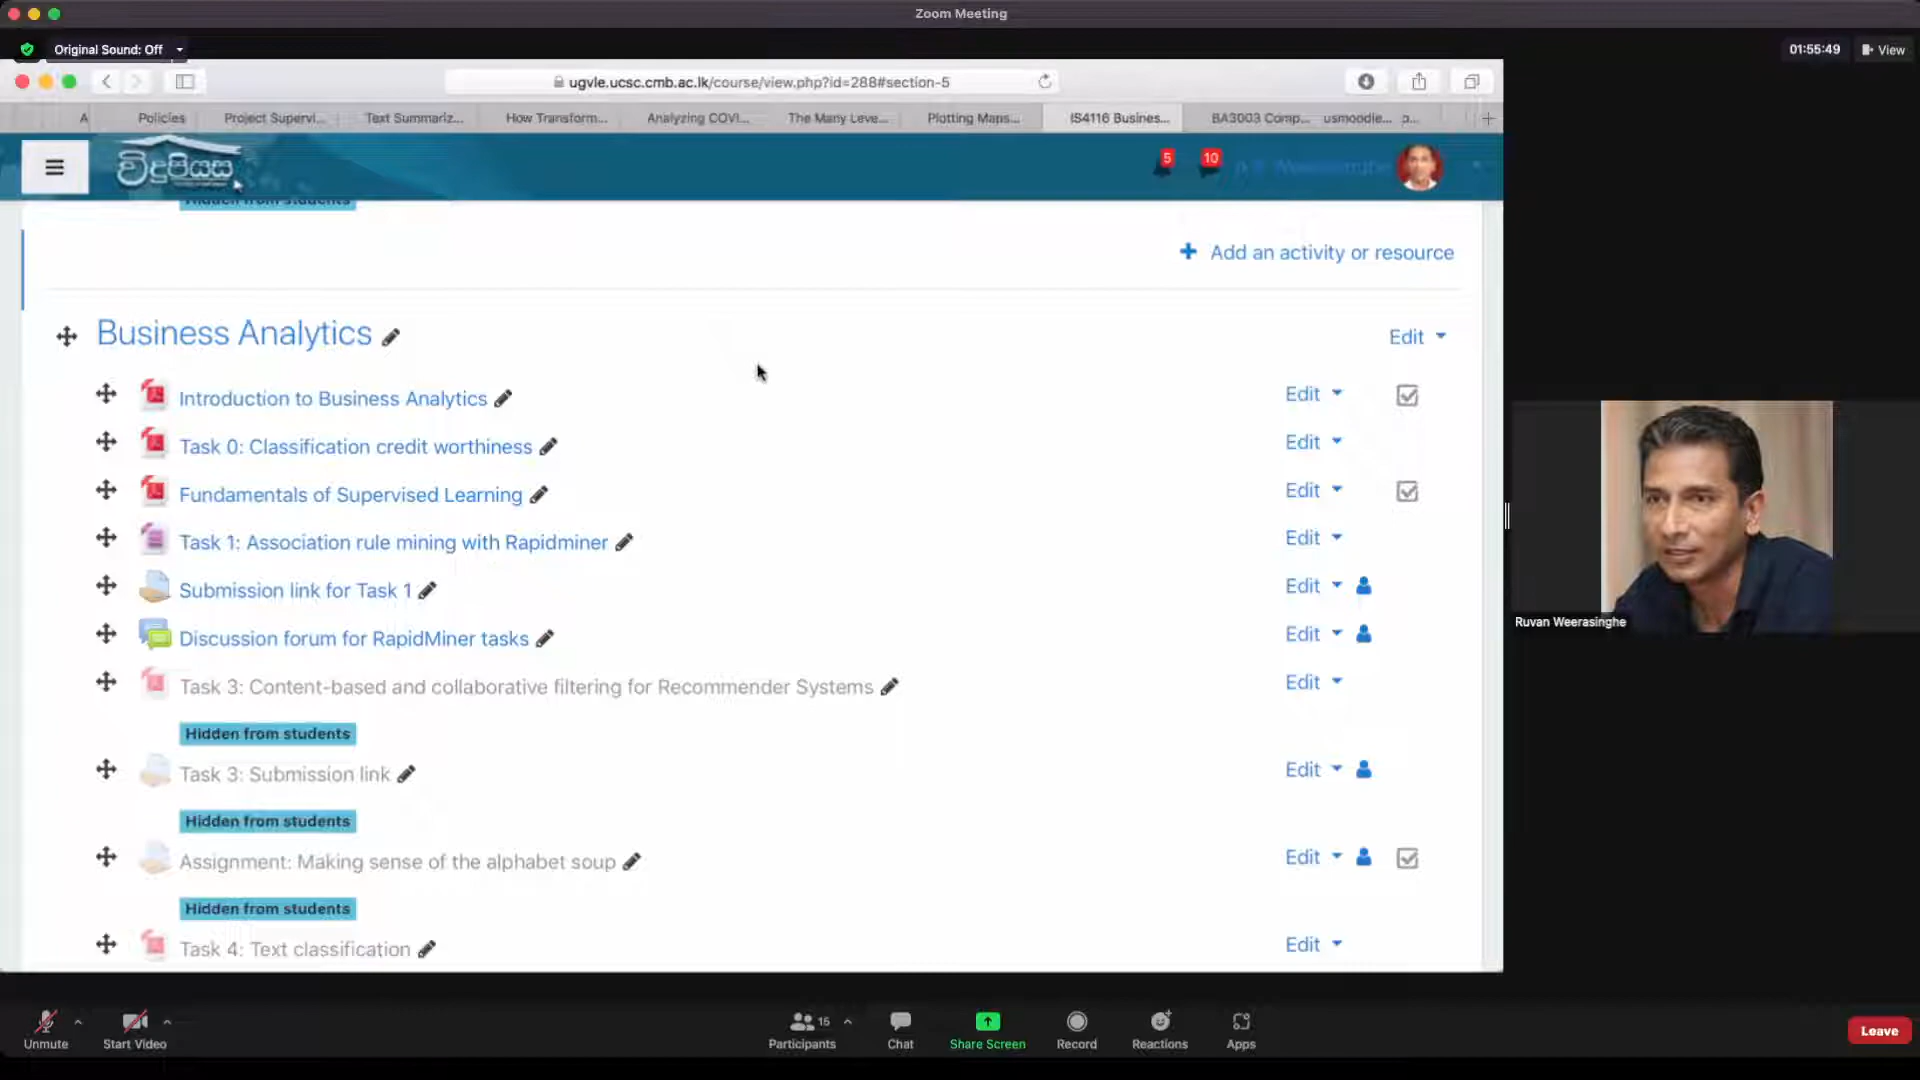 Zoom Meeting
Original Sound: Off
01:55:49
View
ugvle.ucsc.cmb.ac.lk/course/view.php?id=288#section-5
A
Policies
Project Supervi...
Text Summariz...
How Transform...
Analyzing COVI...
The Many Leve...
Plotting Maps...
IS4116 Busines...
BA3003 Comp...
usmoodle...
p...
විදුපියස
5
10
Weerasinghe
Hidden from students
Add an activity or resource
Business Analytics
Edit
Introduction to Business Analytics
Edit
Task 0: Classification credit worthiness
Edit
Fundamentals of Supervised Learning
Edit
Task 1: Association rule mining with Rapidminer
Edit
Submission link for Task 1
Edit
Discussion forum for RapidMiner tasks
Edit
Task 3: Content-based and collaborative filtering for Recommender Systems
Edit
Hidden from students
Task 3: Submission link
Edit
Hidden from students
Assignment: Making sense of the alphabet soup
Edit
Hidden from students
Task 4: Text classification
Edit
Ruvan Weerasinghe
Unmute
Start Video
15
Participants
Chat
Share Screen
Record
Reactions
Apps
Leave